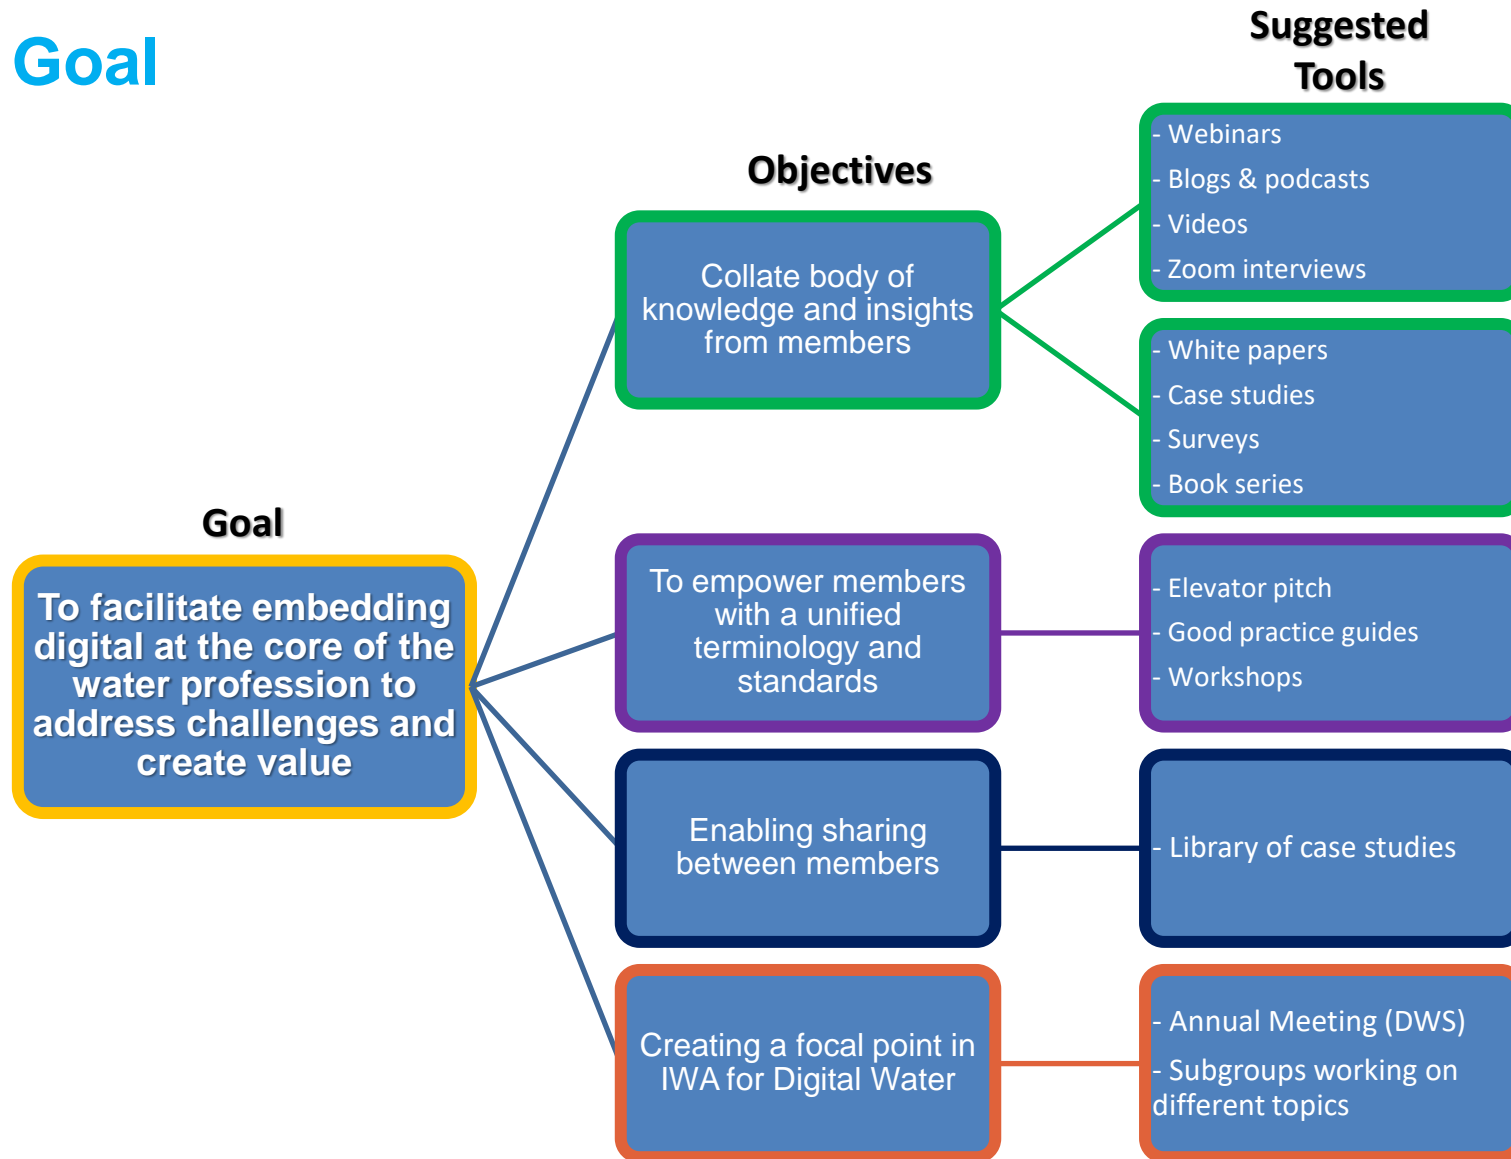 Goal
Suggested
Tools
Objectives
Goal
To facilitate embedding
digital at the core of the
water profession to
address challenges and
create value
Collate body of
knowledge and insights
from members
- Webinars
- Blogs & podcasts
- Videos
- Zoom interviews
- White papers
- Case studies
- Surveys
- Book series
To empower members
with a unified
terminology and
standards
- Elevator pitch
- Good practice guides
- Workshops
Enabling sharing
between members
- Library of case studies
Creating a focal point in
IWA for Digital Water
- Annual Meeting (DWS)
- Subgroups working on
different topics